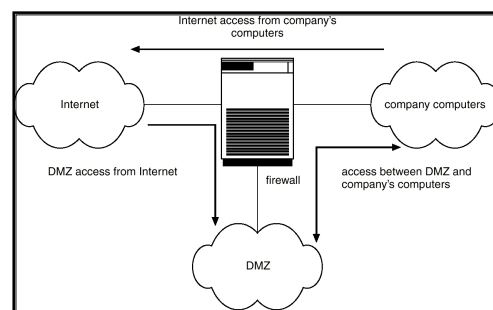 Internet access from company's
computers
Internet
company computers
DMZ access from Internet
firewall
access between DMZ and
company's computers
DMZ